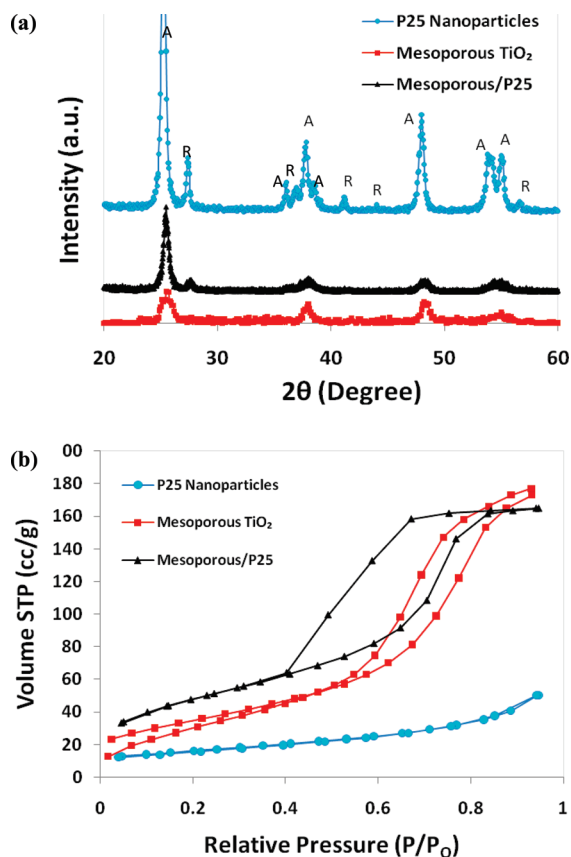 (a)
P25 Nanoparticles
Mesoporous TiO₂
Mesoporous/P25
A
R
A
R
A
A
R
R
A
A
A
R
Intensity (a.u.)
20 30 40 50 60
2θ (Degree)
(b)
00
180
160
140
120
100
80
60
40
20
0
P25 Nanoparticles
Mesoporous TiO₂
Mesoporous/P25
Volume STP (cc/g)
0 0.2 0.4 0.6 0.8 1
Relative Pressure (P/P₀)